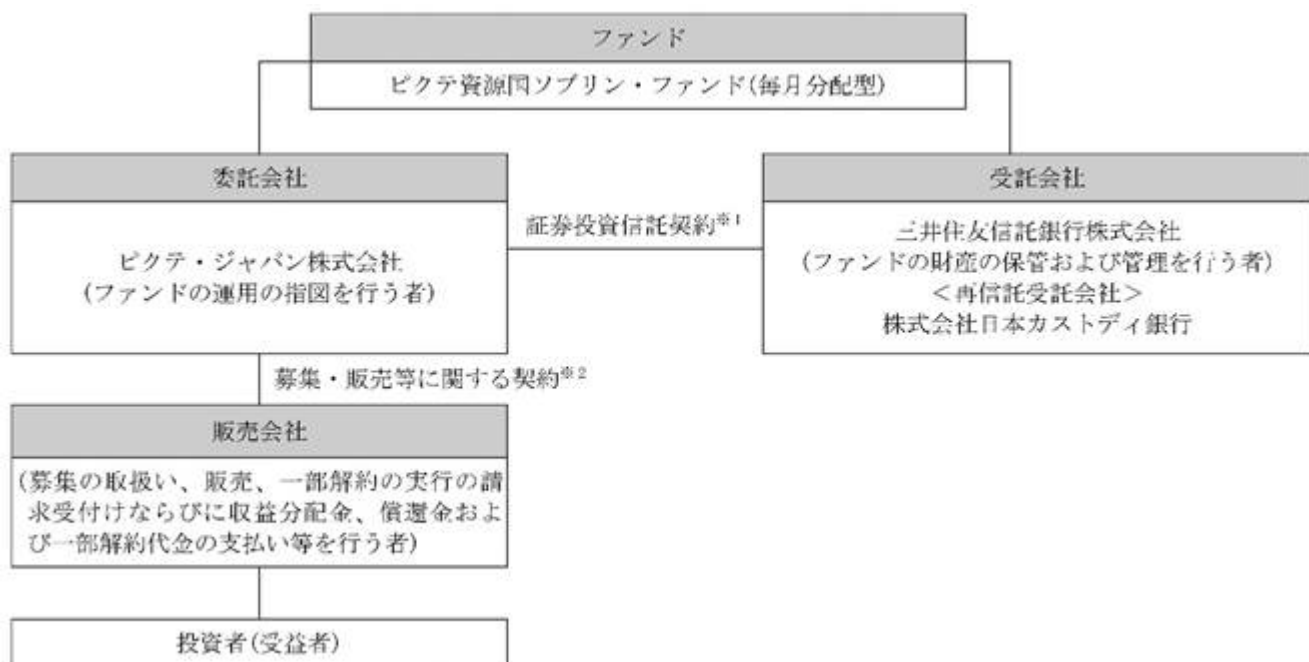 ファンド
ピクテ資源国ソブリン・ファンド(毎月分配型)
委託会社
受託会社
ピクテ・ジャパン株式会社
(ファンドの運用の指図を行う者)
証券投資信託契約※1
三井住友信託銀行株式会社
(ファンドの財産の保管および管理を行う者)
<再信託受託会社>
株式会社日本カストディ銀行
募集・販売等に関する契約※2
販売会社
(募集の取扱い、販売、一部解約の実行の請
求受付けならびに収益分配金、償還金およ
び一部解約代金の支払い等を行う者)
投資者(受益者)